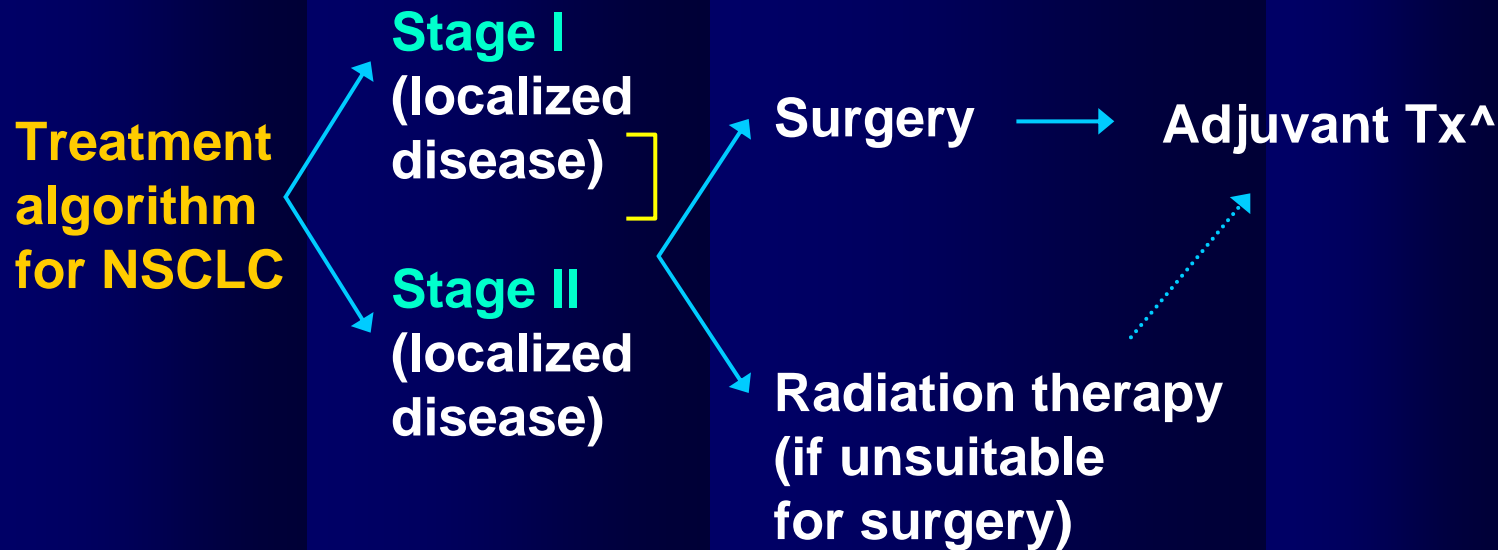 Treatment
algorithm
for NSCLC
Stage I
(localized
disease)
Stage II
(localized
disease)
Surgery
Adjuvant Tx^
Radiation therapy
(if unsuitable
for surgery)